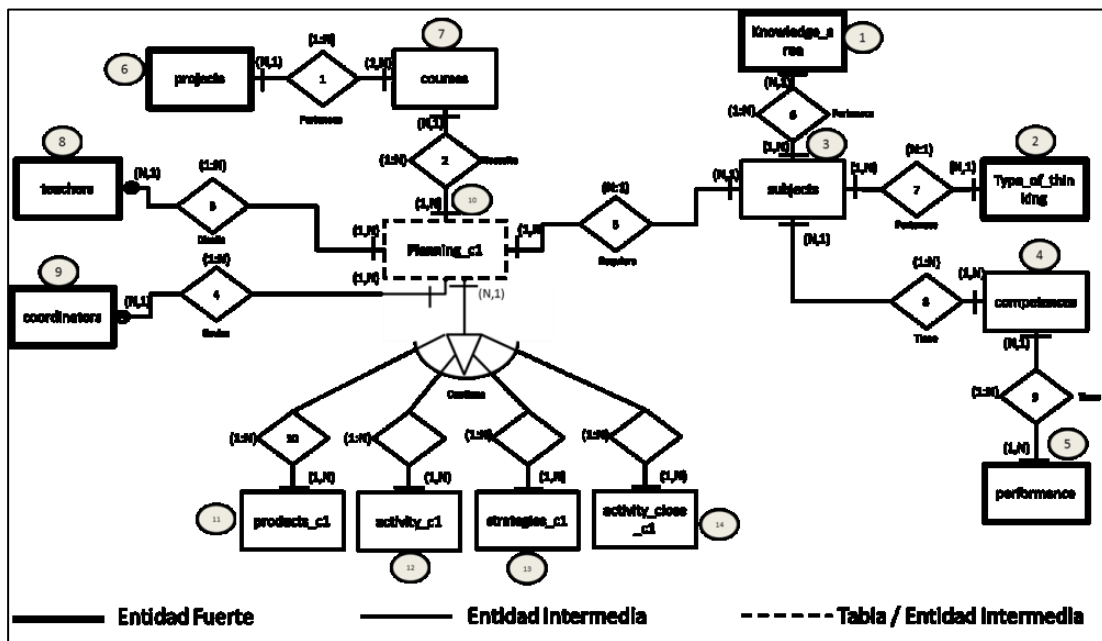 1
Knowledge_a
rea
(N,1)
6
projects
(N,1)
(1:N)
1
Pertenece
(1,N)
7
courses
(N,1)
(1:N)
2
Necesita
(1,N)
10
(1:N)
6
Pertenece
(1,N)
3
subjects
(1,N)
(N:1)
7
Pertenece
(N,1)
2
Type_of_thin
king
8
teachers
(N,1)
(1:N)
3
Diseña
(1,N)
Planning_c1
(1,N)
(N:1)
5
Requiere
(N,1)
9
coordinators
(N,1)
(1:N)
4
Revisa
(1,N)
(N,1)
(N,1)
(1:N)
8
Tiene
(1,N)
4
competences
(N,1)
(1:N)
9
Tiene
(1,N)
5
performance
Contiene
(1:N)
10
(1:N)
(1:N)
(1:N)
(1,N)
(1,N)
(1,N)
(1,N)
11
products_c1
activity_c1
12
strategies_c1
13
activity_close
_c1
14
Entidad Fuerte
Entidad Intermedia
Tabla / Entidad Intermedia